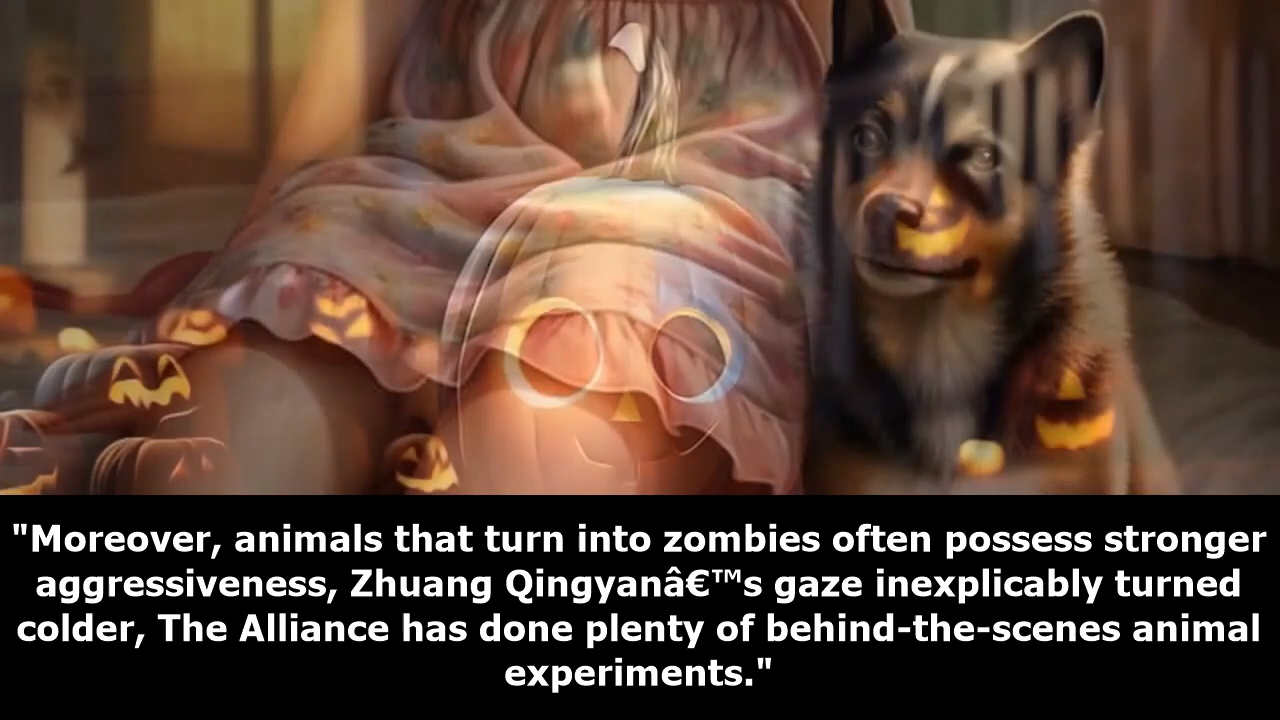 "Moreover, animals that turn into zombies often possess stronger
aggressiveness, Zhuang Qingyanâ€™s gaze inexplicably turned
colder, The Alliance has done plenty of behind-the-scenes animal
experiments."